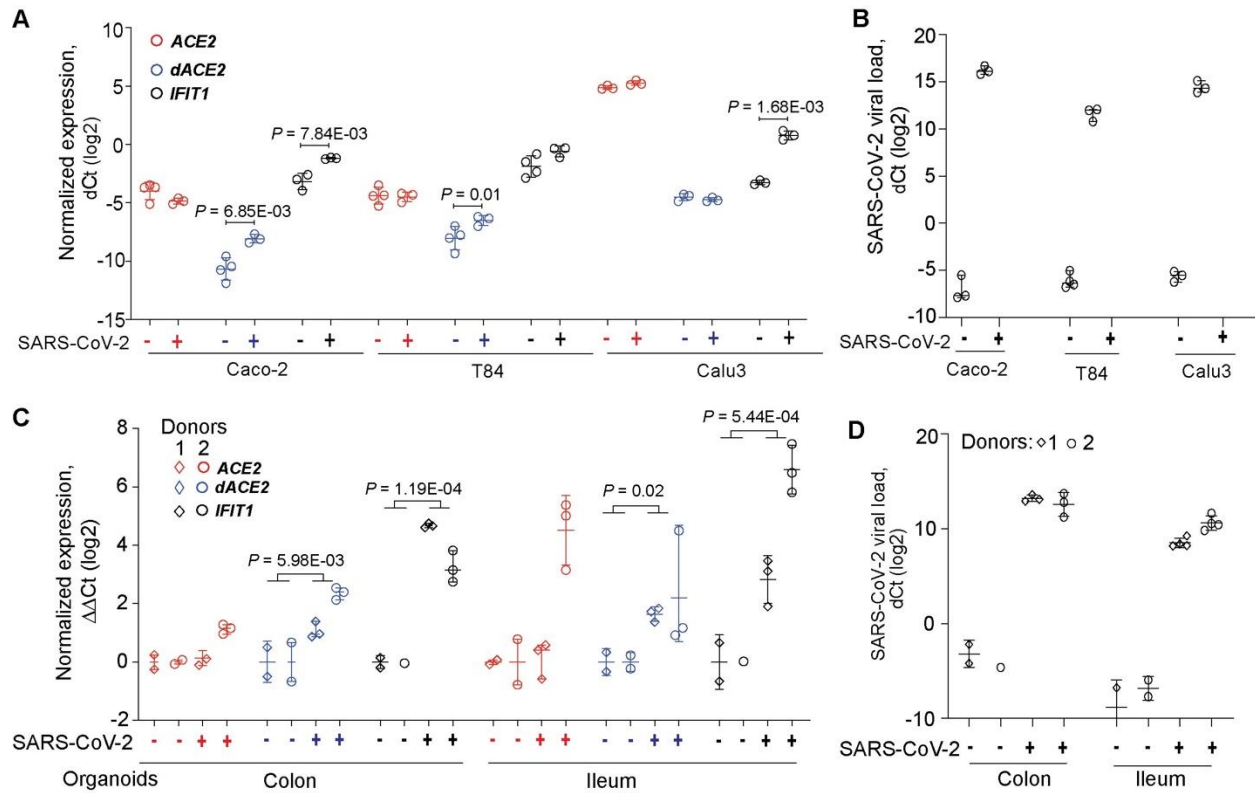 A
Normalized expression,
dCt (log2)
10
5
0
-5
-10
-15
ACE2
dACE2
IFIT1
P = 6.85E-03
P = 7.84E-03
P = 0.01
P = 1.68E-03
SARS-CoV-2 - + - + - + - + - + - + - + - + - +
Caco-2 T84 Calu3
B
SARS-CoV-2 viral load,
dCt (log2)
20
15
10
5
0
-5
-10
SARS-CoV-2 - + - + - +
Caco-2 T84 Calu3
C
Normalized expression,
ΔΔCt (log2)
8
6
4
2
0
-2
Donors
1 2
ACE2
dACE2
IFIT1
P = 5.98E-03
P = 1.19E-04
P = 0.02
P = 5.44E-04
SARS-CoV-2 - - + + - - + + - - + + - - + + - - + + - - + +
Organoids Colon Ileum
D
SARS-CoV-2 viral load,
dCt (log2)
20
10
0
-10
Donors: 1 2
SARS-CoV-2 - - + + - - + +
Colon Ileum